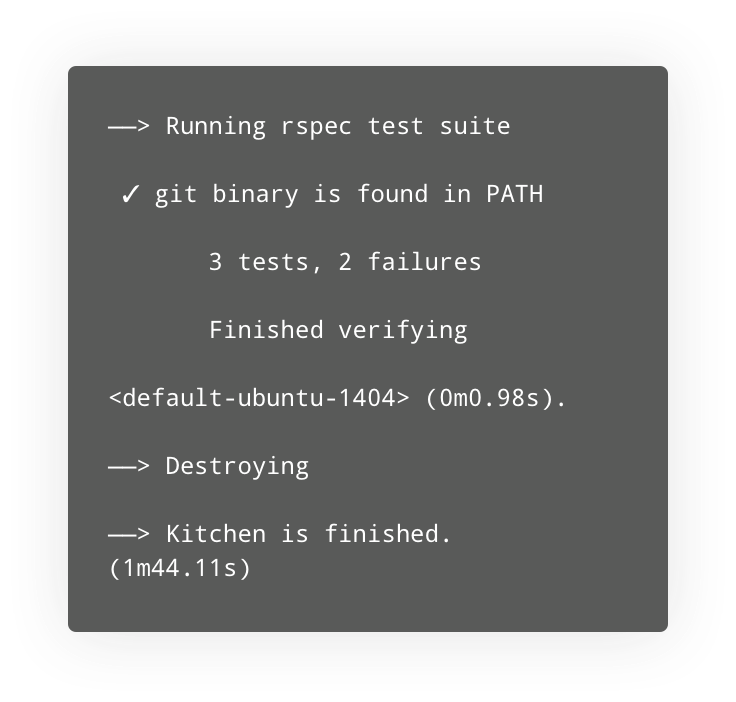 ——> Running rspec test suite
✓ git binary is found in PATH
3 tests, 2 failures
Finished verifying
<default-ubuntu-1404> (0m0.98s).
——> Destroying
——> Kitchen is finished.
(1m44.11s)